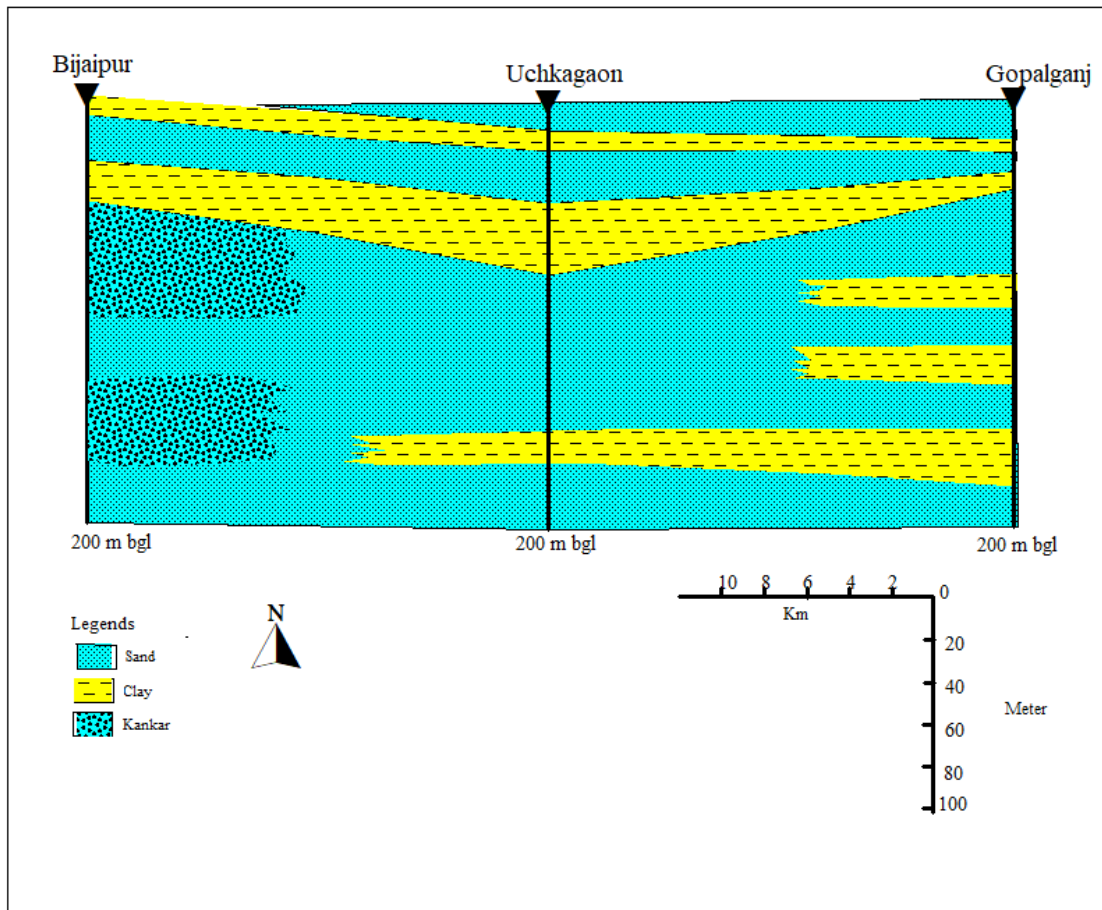 Bijaipur
Uchkagaon
Gopalganj
200 m bgl
200 m bgl
200 m bgl
10 8 6 4 2 0
Km
20
40
60
80
100
Meter
N
Legends
Sand
Clay
Kankar